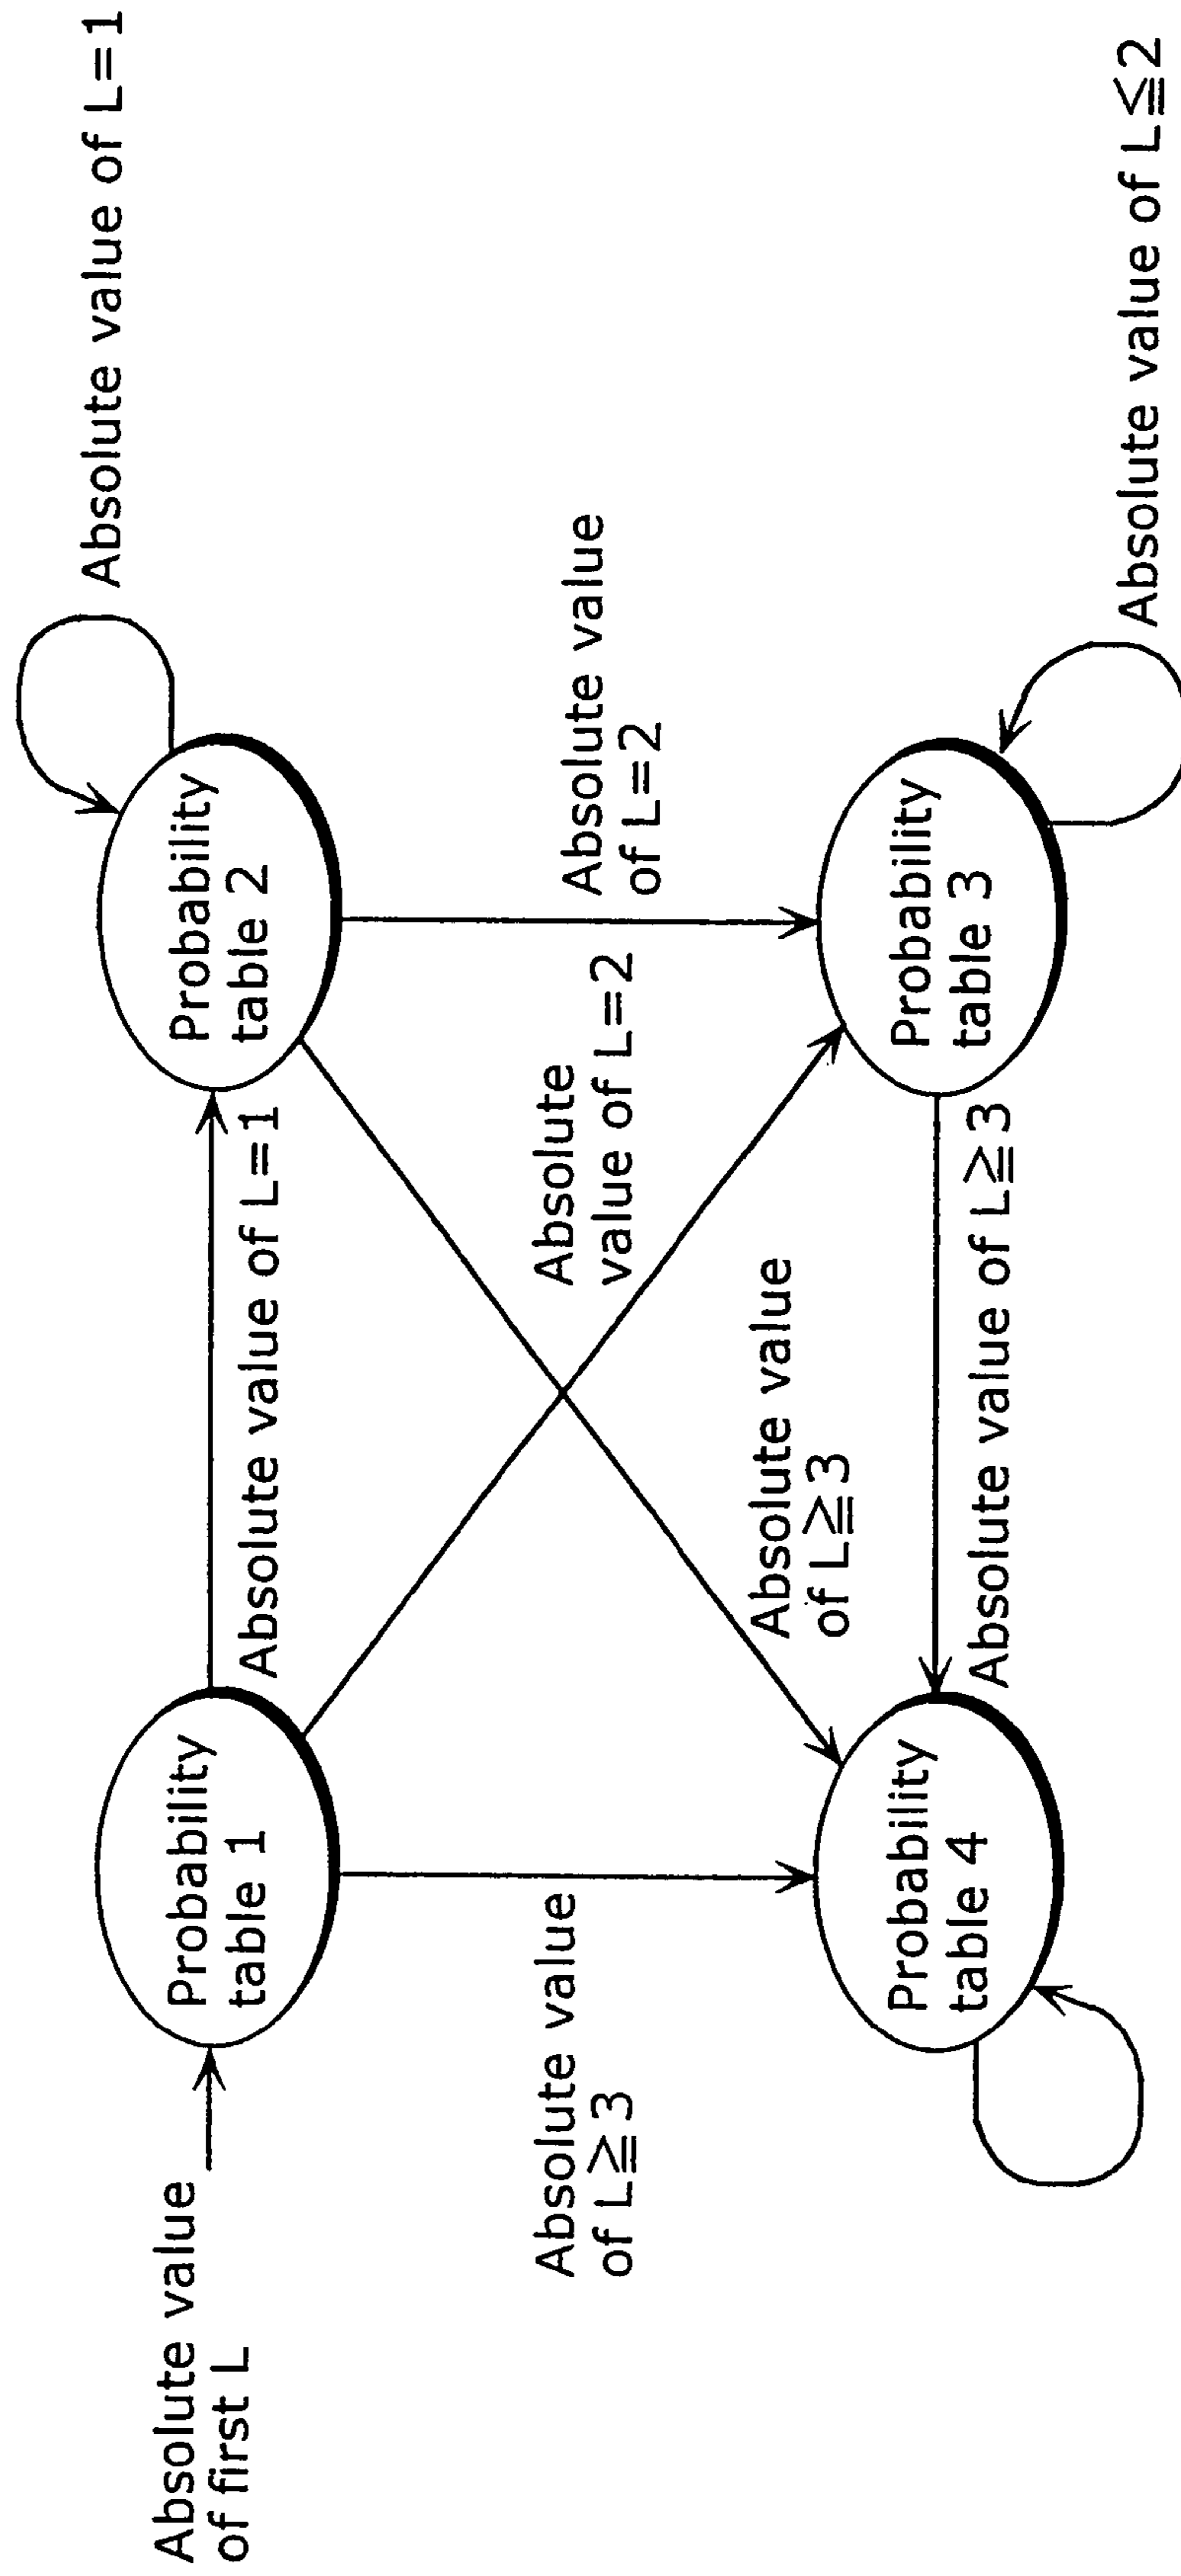 Absolute value
of first L
Probability
table 1
Absolute value of L=1
Probability
table 2
Absolute value of L=1
Absolute value
of L≧3
Absolute
value of L=2
Absolute value
of L=2
Absolute value
of L≧3
Probability
table 4
Absolute value of L≧3
Probability
table 3
Absolute value of L≦2